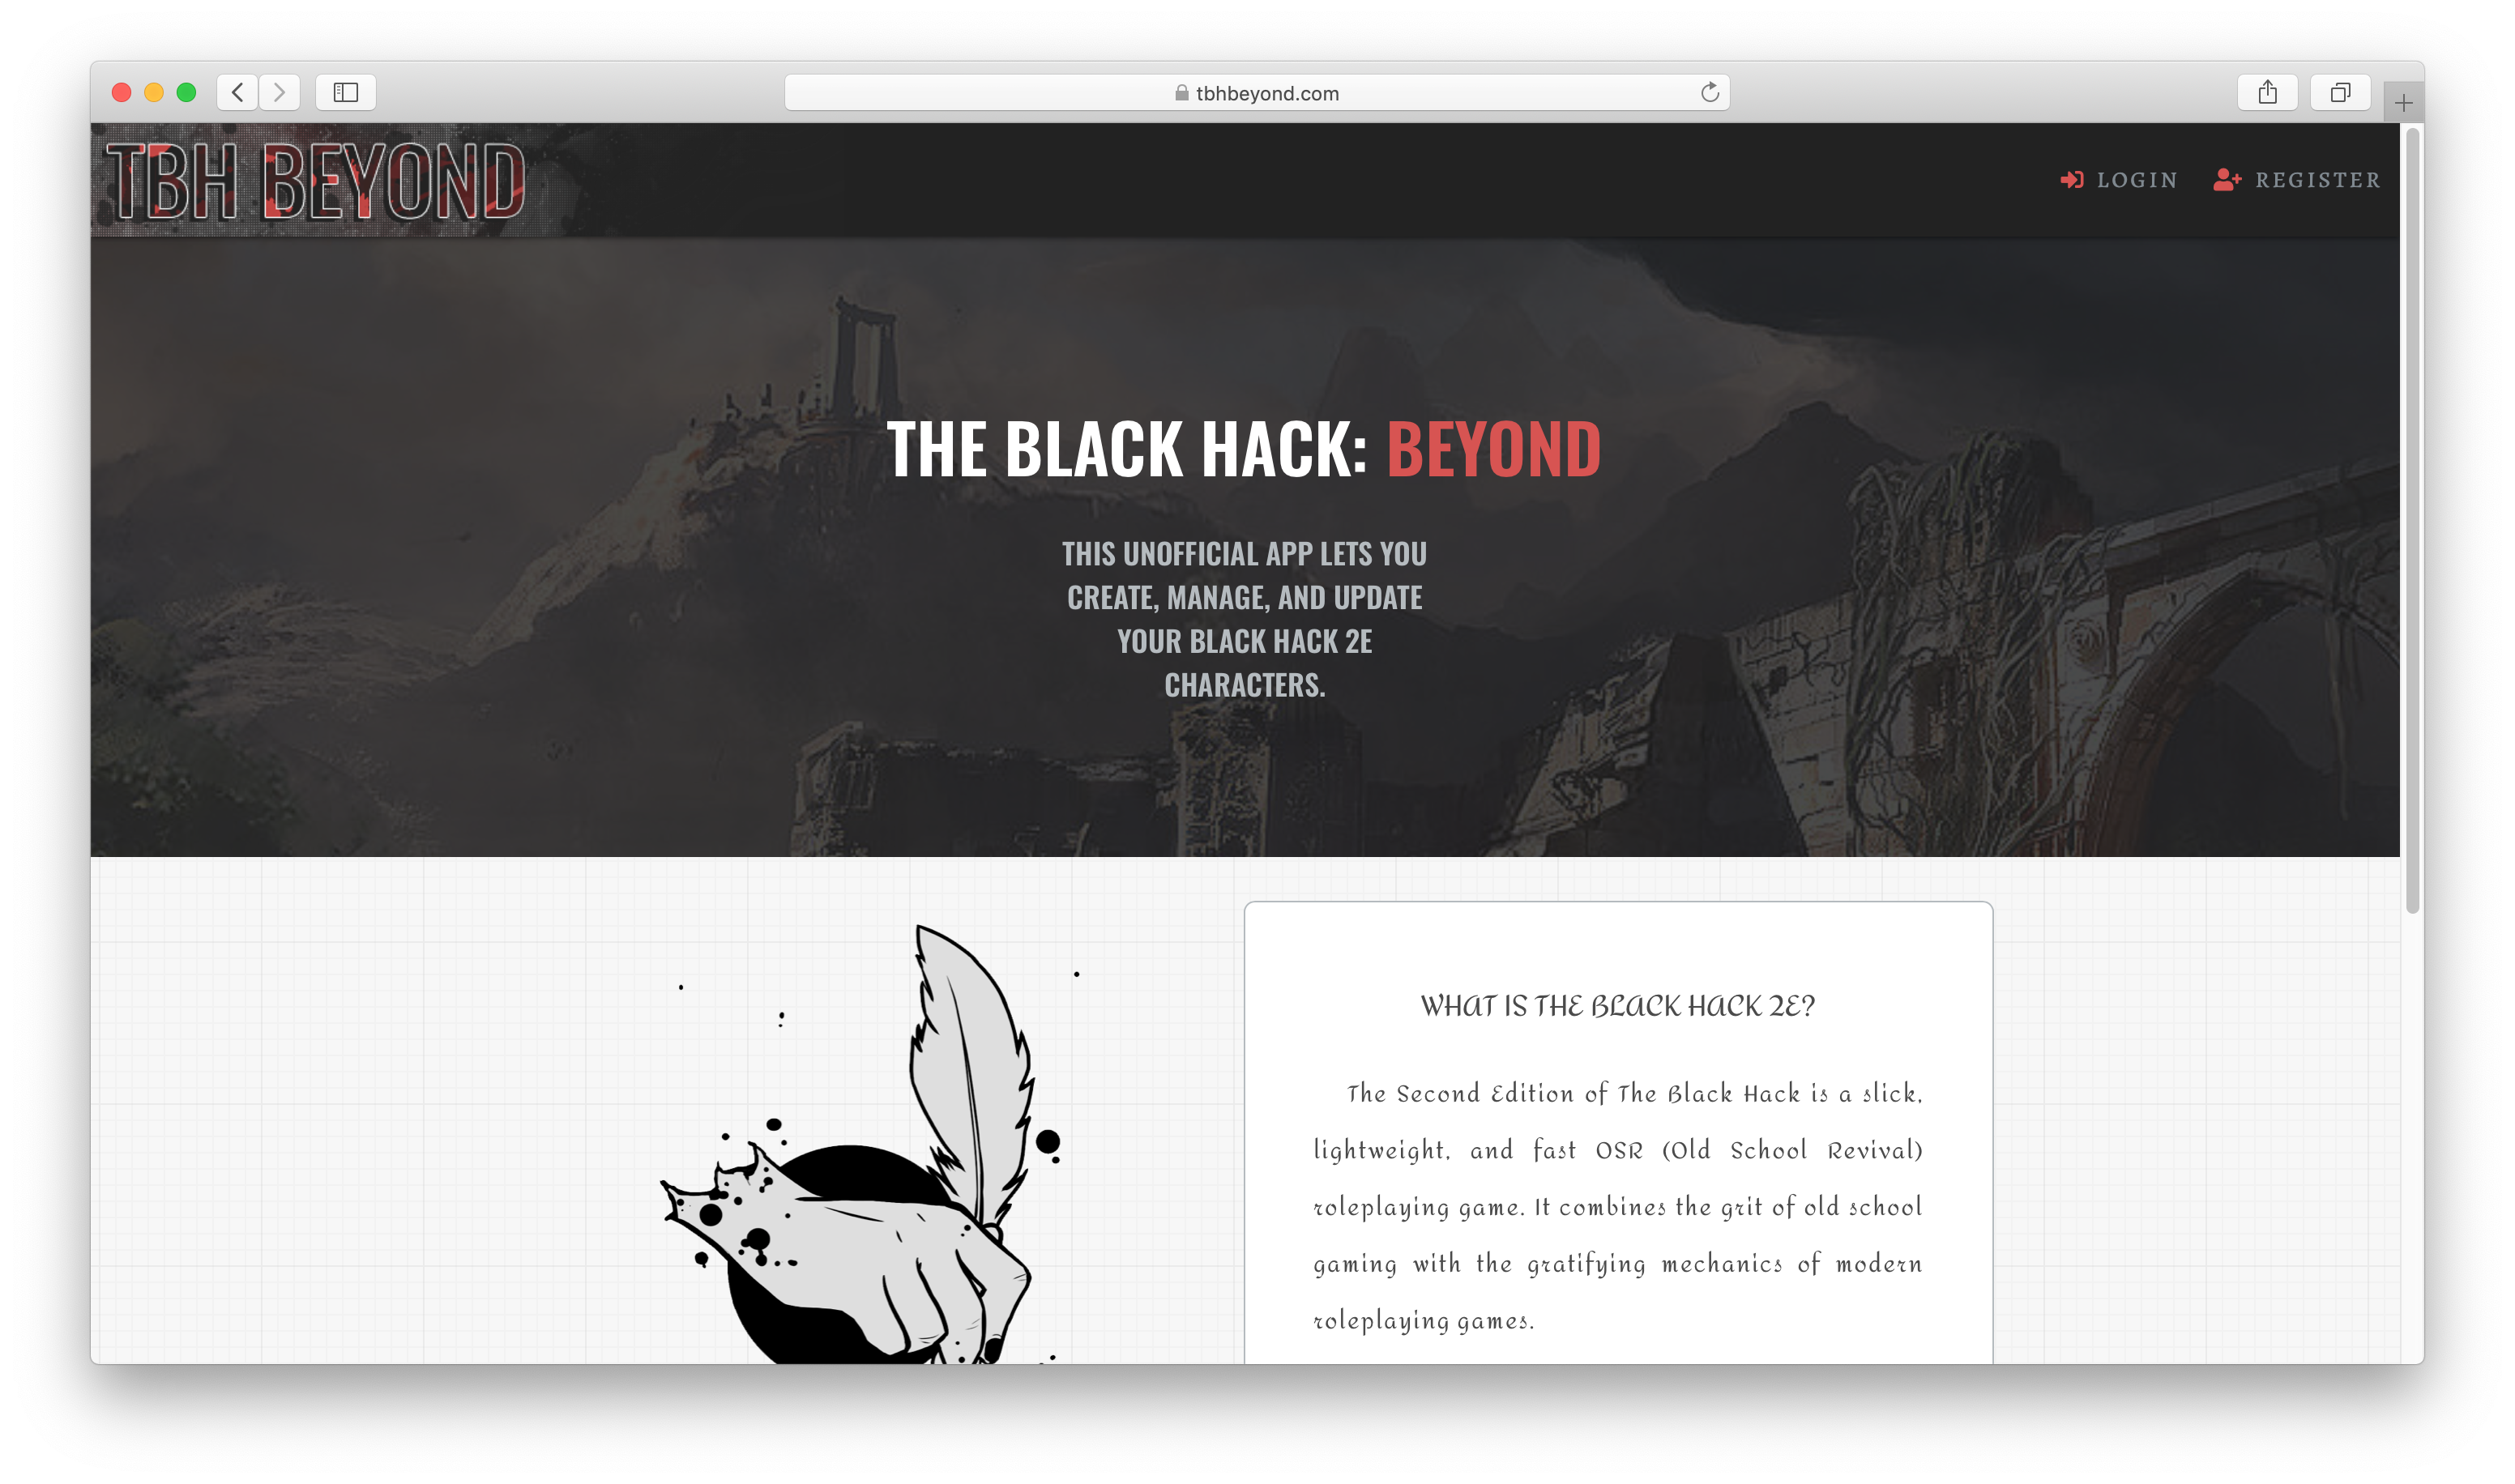 tbhbeyond.com
TBH BEYOND
LOGIN
REGISTER
THE BLACK HACK: BEYOND
THIS UNOFFICIAL APP LETS YOU
CREATE, MANAGE, AND UPDATE
YOUR BLACK HACK 2E
CHARACTERS.
WHAT IS THE BLACK HACK 2E?
The Second Edition of The Black Hack is a slick,
lightweight, and fast OSR (Old School Revival)
roleplaying game. It combines the grit of old school
gaming with the gratifying mechanics of modern
roleplaying games.